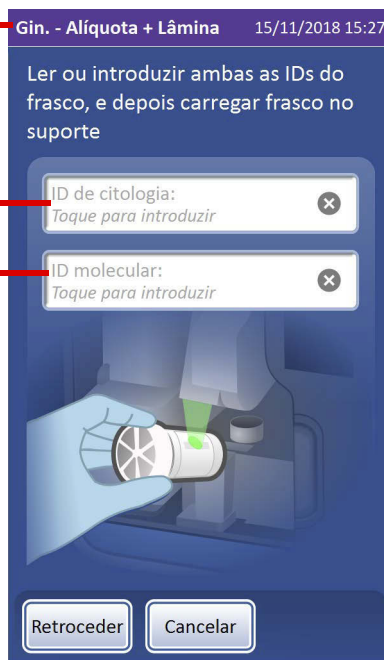 Gin. - Alíquota + Lâmina 15/11/2018 15:27
Ler ou introduzir ambas as IDs do
frasco, e depois carregar frasco no
suporte
ID de citologia:
Toque para introduzir
ID molecular:
Toque para introduzir
Retroceder Cancelar